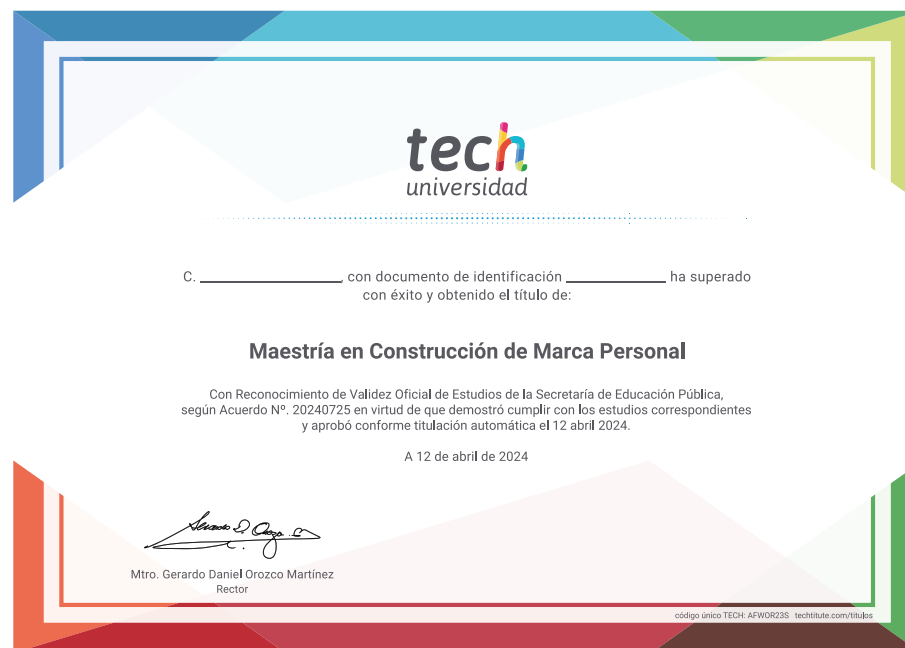 tech
universidad
C. ____________________, con documento de identificación ______________ ha superado
con éxito y obtenido el título de:
Maestría en Construcción de Marca Personal
Con Reconocimiento de Validez Oficial de Estudios de la Secretaría de Educación Pública,
según Acuerdo Nº. 20240725 en virtud de que demostró cumplir con los estudios correspondientes
y aprobó conforme titulación automática el 12 abril 2024.
A 12 de abril de 2024
Mtro. Gerardo Daniel Orozco Martínez
Rector
código único TECH: AFWOR23S techtitute.com/titulos